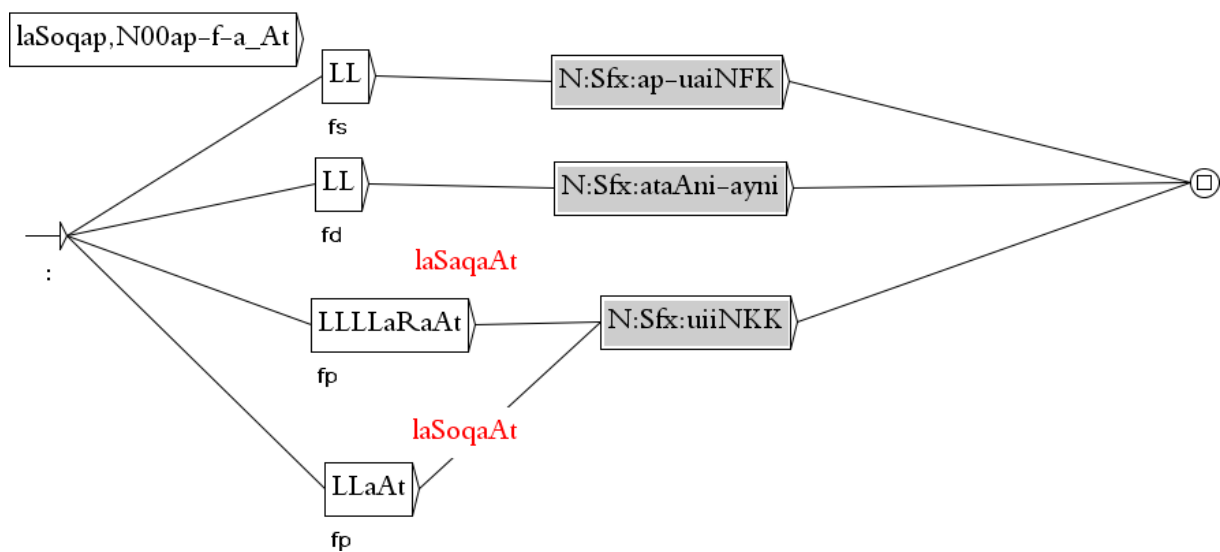 laSoqap,N00ap-f-a_At
LL
N:Sfx:ap-uaiNFK
fs
LL
N:Sfx:ataAni-ayni
fd
laSaqaAt
:
LLLLaRaAt
N:Sfx:uiiNKK
fp
laSoqaAt
LLaAt
fp